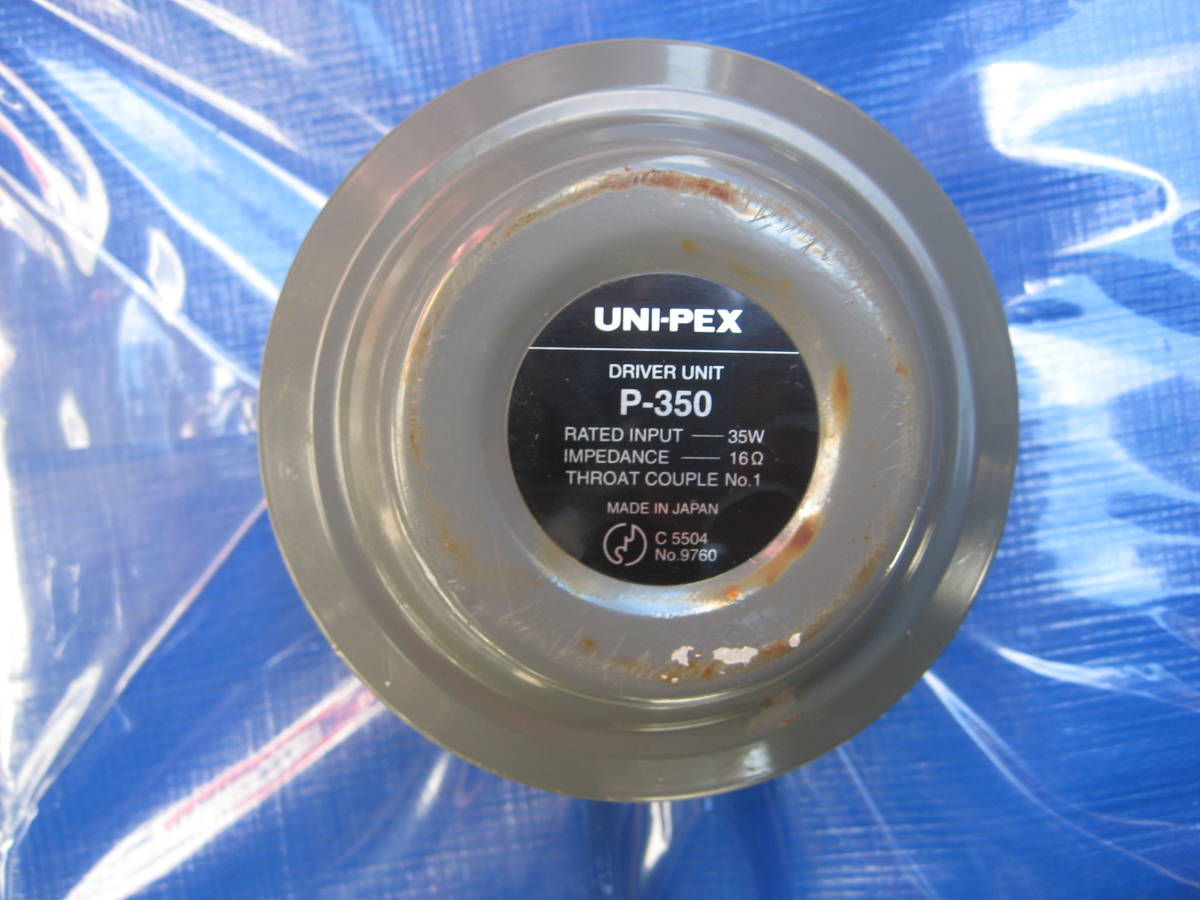 UNI-PEX
DRIVER UNIT
P-350
RATED INPUT — 35W
IMPEDANCE — 16Ω
THROAT COUPLE No.1
MADE IN JAPAN
C 5504
No.9760